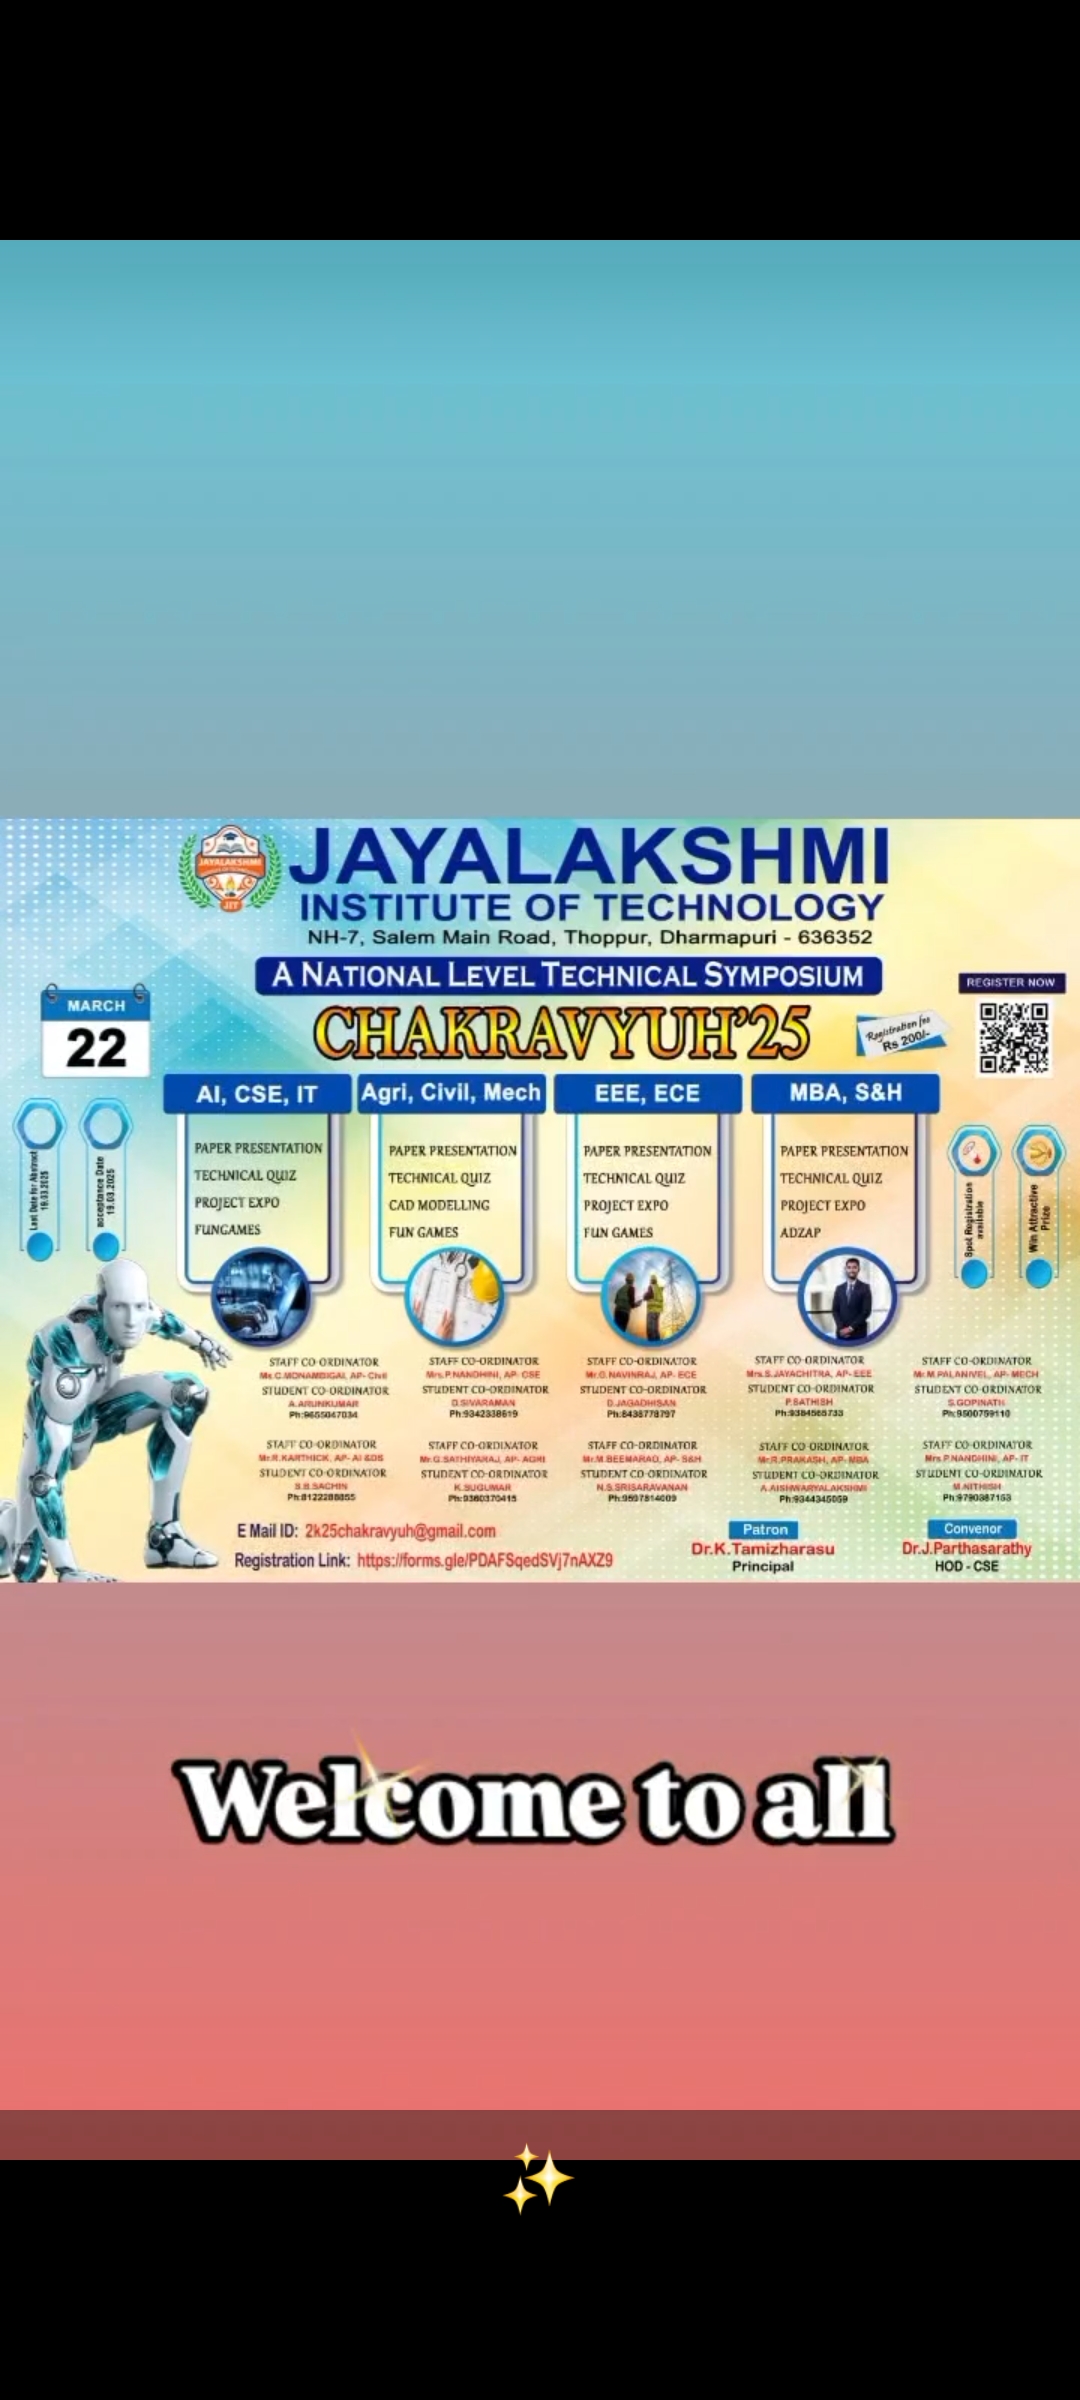 JAYALAKSHMI
INSTITUTE OF TECHNOLOGY
NH-7, Salem Main Road, Thoppur, Dharmapuri - 636352
JAYALAKSHMI
JIT
A NATIONAL LEVEL TECHNICAL SYMPOSIUM
CHAKRAVYUH'25
MARCH
22
Registration fee
Rs 200/-
REGISTER NOW
Last Date for Abstract
19.03.2025
acceptance Date
19.03.2025
AI, CSE, IT
PAPER PRESENTATION
TECHNICAL QUIZ
PROJECT EXPO
FUNGAMES
Agri, Civil, Mech
PAPER PRESENTATION
TECHNICAL QUIZ
CAD MODELLING
FUN GAMES
EEE, ECE
PAPER PRESENTATION
TECHNICAL QUIZ
PROJECT EXPO
FUN GAMES
MBA, S&H
PAPER PRESENTATION
TECHNICAL QUIZ
PROJECT EXPO
ADZAP
Spot Registration
available
Win Attractive
Prize
STAFF CO-ORDINATOR
STUDENT CO-ORDINATOR
A.ARUNKUMAR
Ph:9655047034
STAFF CO-ORDINATOR
Mrs.P.NANDHINI, AP- CSE
STUDENT CO-ORDINATOR
D.SIVARAMAN
Ph:9342338619
STAFF CO-ORDINATOR
Mr.G.NAVINRAJ, AP- ECE
STUDENT CO-ORDINATOR
D.JAGADHISAN
Ph:8438778797
STAFF CO-ORDINATOR
Mrs.S.JAYACHITRA, AP- EEE
STUDENT CO-ORDINATOR
P.SATHISH
Ph:9384565733
STAFF CO-ORDINATOR
Mr.M.PALANIVEL, AP- MECH
STUDENT CO-ORDINATOR
S.GOPINATH
Ph:9500759110
STAFF CO-ORDINATOR
Mr.R.KARTHICK, AP- AI &DS
STUDENT CO-ORDINATOR
S.B.SACHIN
Ph:8122288855
STAFF CO-ORDINATOR
Mr.G.SATHIYARAJ, AP- AGRI
STUDENT CO-ORDINATOR
K.SUGUMAR
Ph:9360370415
STAFF CO-ORDINATOR
Mr.M.BEEMARAO, AP- S&H
STUDENT CO-ORDINATOR
N.S.SRISARAVANAN
Ph:9597814009
STAFF CO-ORDINATOR
Mr.R.PRAKASH, AP- MBA
STUDENT CO-ORDINATOR
A.AISHWARYALAKSHMI
Ph:9344345059
STAFF CO-ORDINATOR
Mrs.P.NANDHINI, AP- IT
STUDENT CO-ORDINATOR
M.NITHISH
Ph:9790387153
E Mail ID: 2k25chakravyuh@gmail.com
Registration Link: https://forms.gle/PDAFSqedSVj7nAXZ9
Patron
Dr.K.Tamizharasu
Principal
Convenor
Dr.J.Parthasarathy
HOD - CSE
Welcome to all